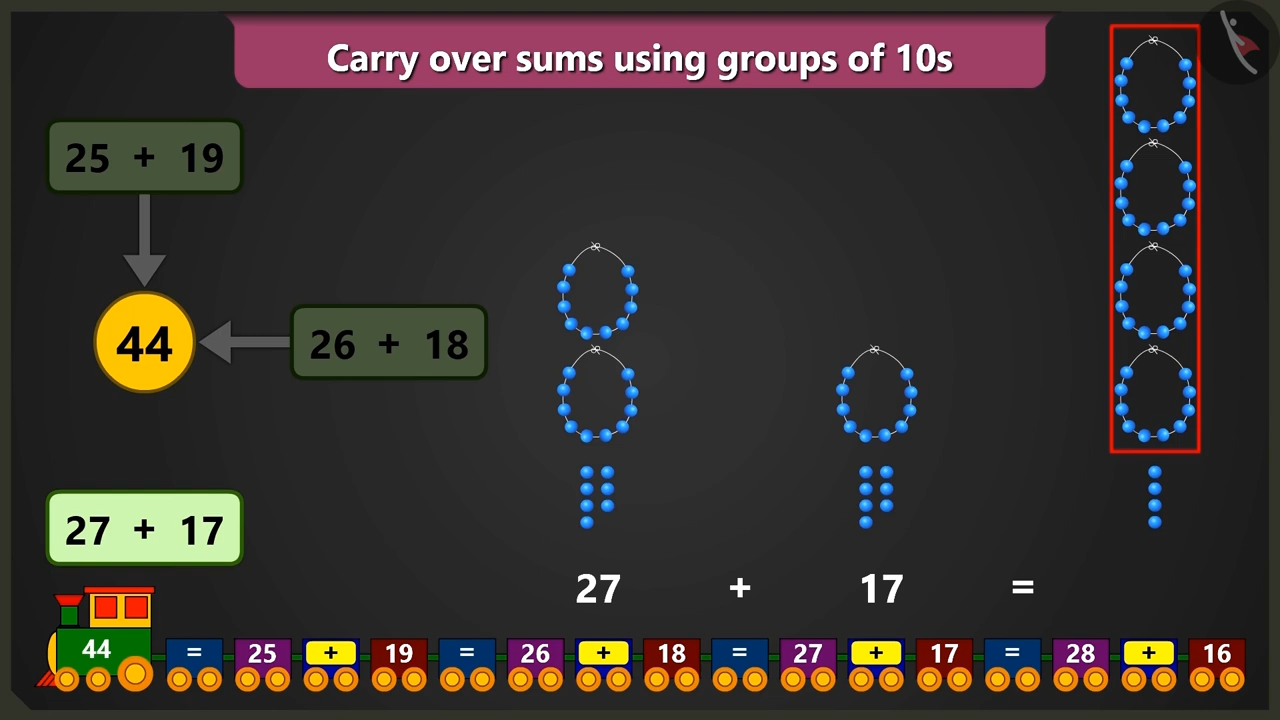 Carry over sums using groups of 10s
25 + 19
44
26 + 18
27 + 17
27 + 17 =
44 = 25 + 19 = 26 + 18 = 27 + 17 = 28 + 16